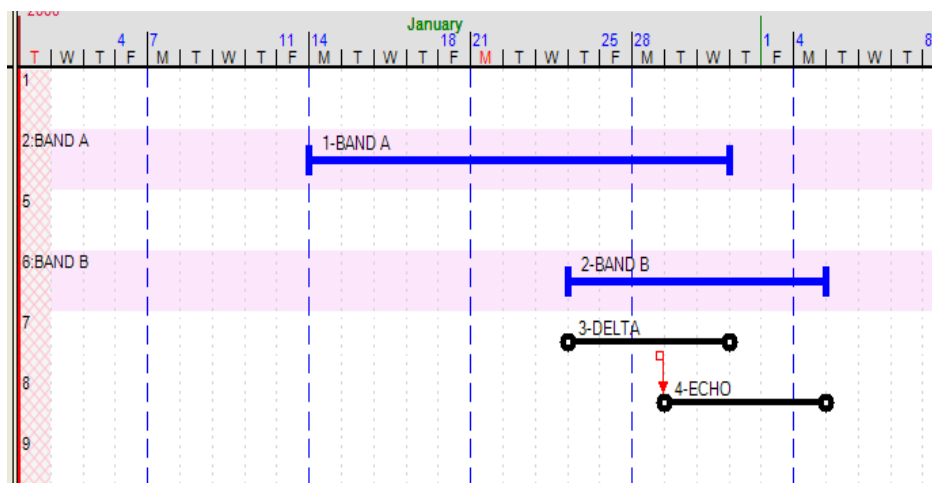 January
4 7 11 14 18 21 25 28 1 4 8
T W T F M T W T F M T W T F M T W T F M T W T F M T W T
1
2:BAND A 1-BAND A
5
6:BAND B 2-BAND B
7 3-DELTA
8 4-ECHO
9